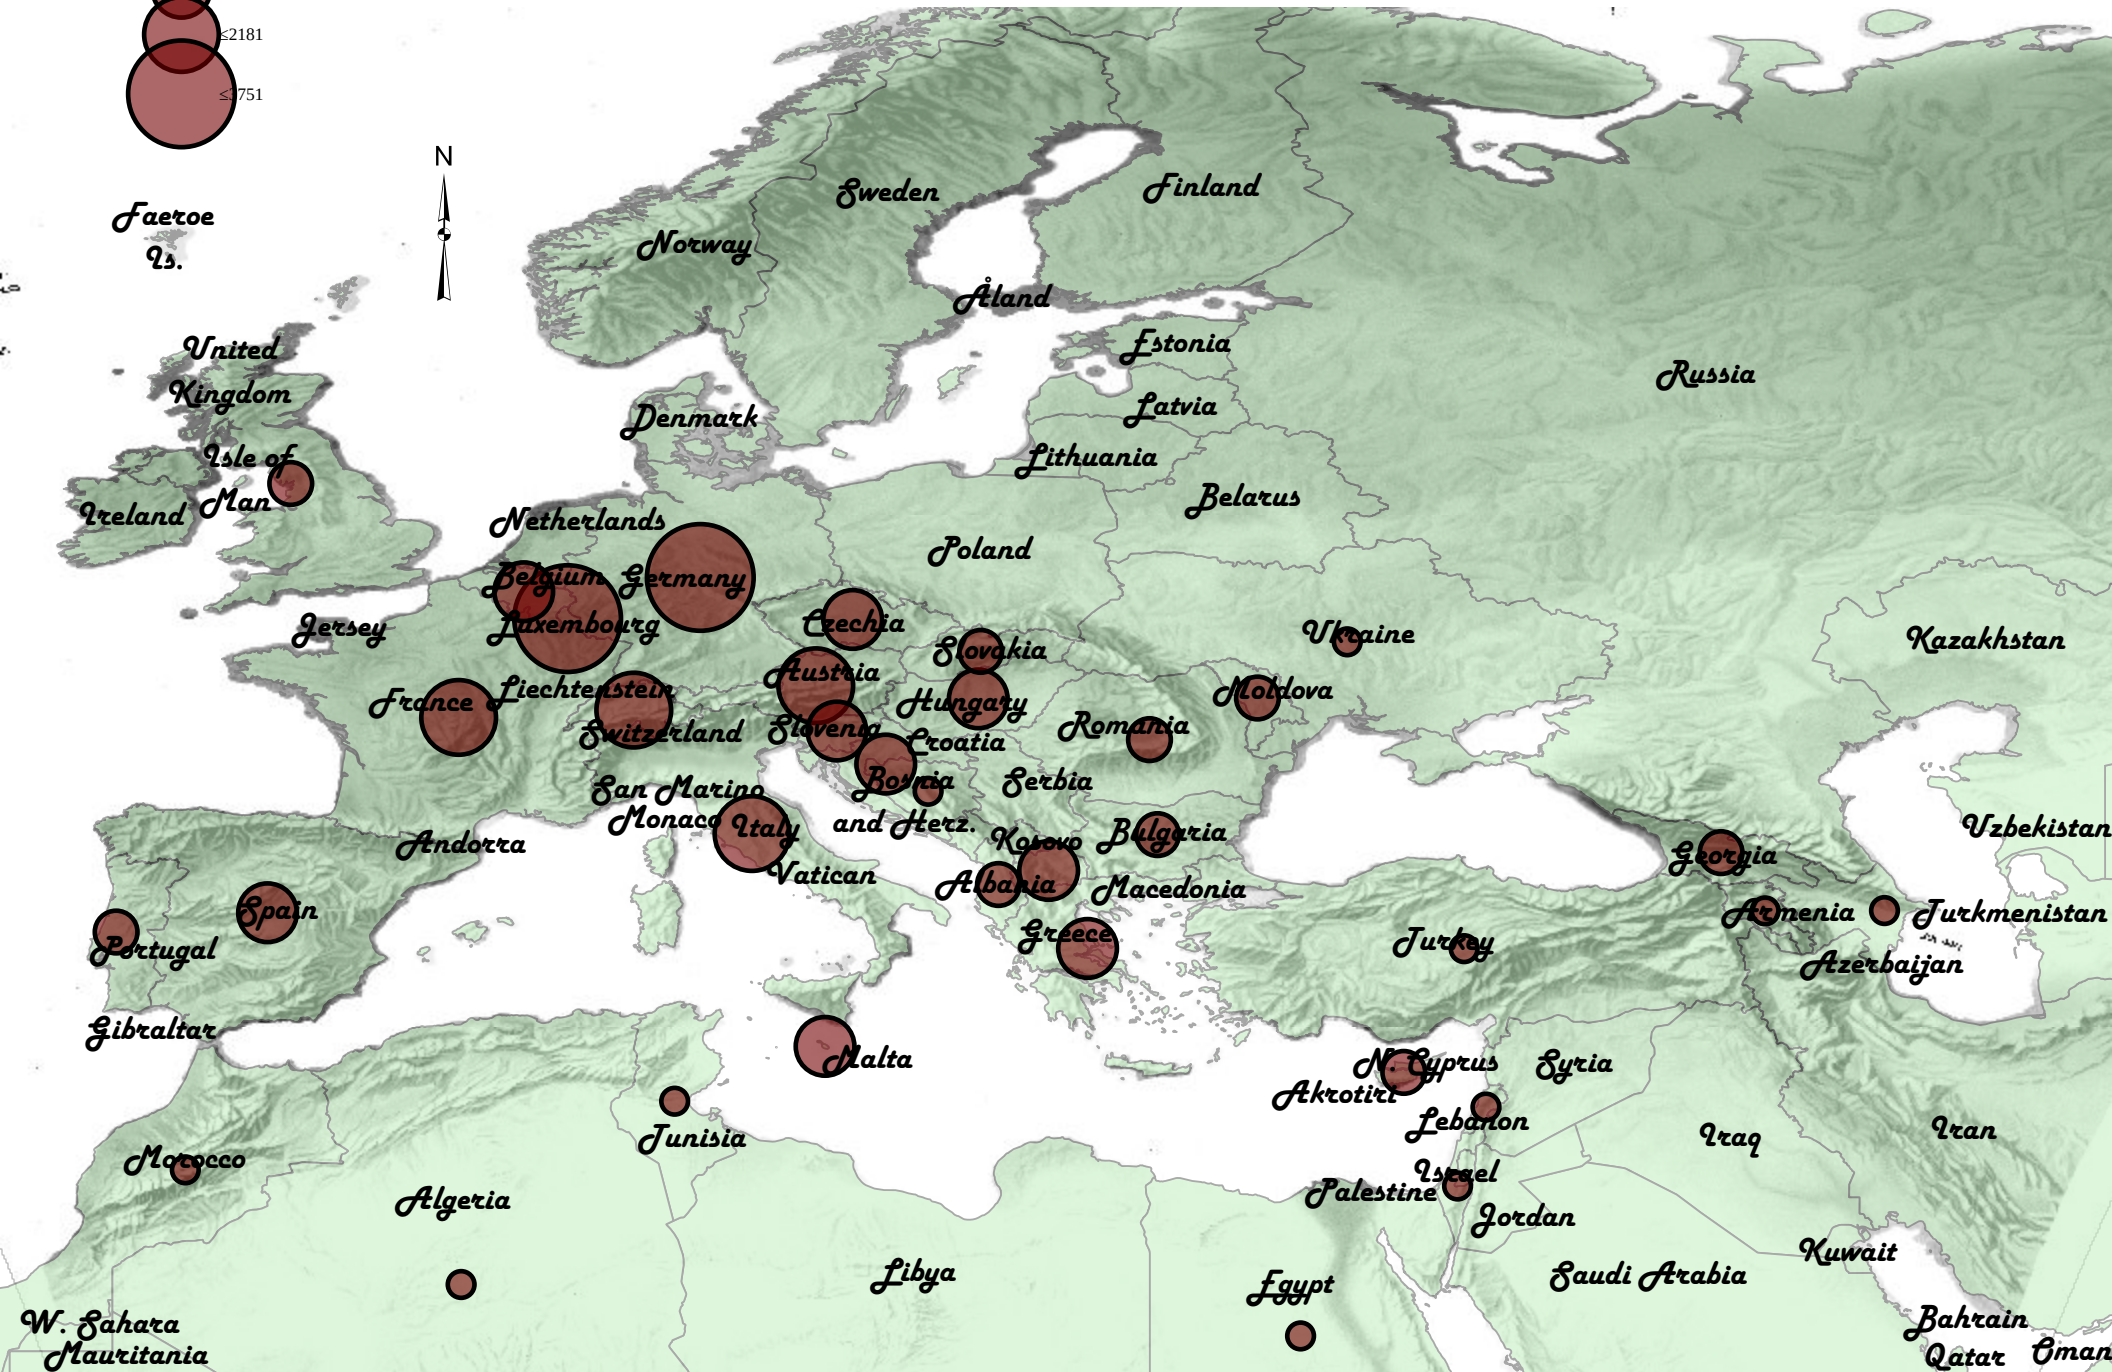 ≤2181
≤3751
N
Faeroe
Is.
Sweden
Finland
Norway
Åland
United
Kingdom
Estonia
Russia
Latvia
Denmark
Isle of
Man
Lithuania
Ireland
Belarus
Netherlands
Poland
Belgium
Germany
Jersey
Luxembourg
Czechia
Ukraine
Kazakhstan
Slovakia
Austria
France
Liechtenstein
Hungary
Moldova
Switzerland
Slovenia
Croatia
Romania
San Marino
Bosnia
and Herz.
Serbia
Monaco
Italy
Andorra
Kosovo
Bulgaria
Uzbekistan
Georgia
Vatican
Albania
Macedonia
Spain
Portugal
Greece
Turkey
Armenia
Turkmenistan
Azerbaijan
Gibraltar
Malta
N. Cyprus
Syria
Akrotiri
Lebanon
Tunisia
Iraq
Iran
Morocco
Israel
Palestine
Algeria
Jordan
Libya
Egypt
Saudi Arabia
Kuwait
W. Sahara
Mauritania
Bahrain
Qatar
Oman